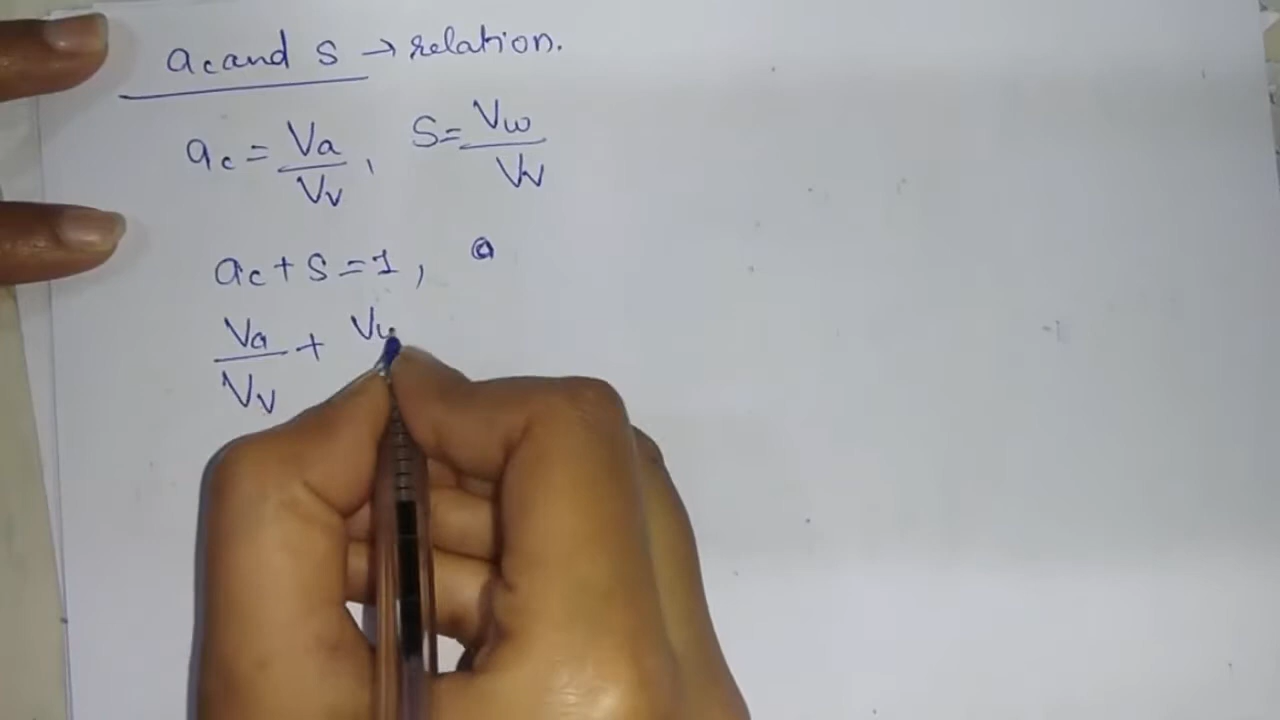 ac and S → relation.
ac = Va/Vv, S = Vw/Vv
ac + S = 1,
Va/Vv +